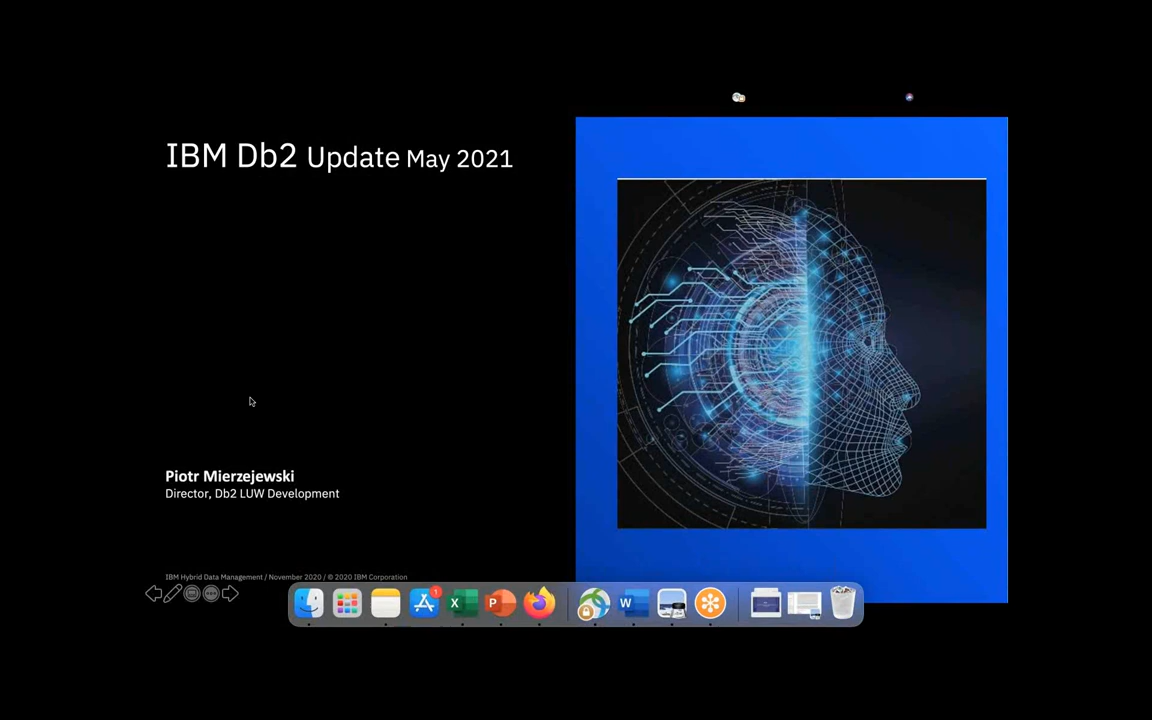 IBM Db2 Update May 2021
Piotr Mierzejewski
Director, Db2 LUW Development
IBM Hybrid Data Management / November 2020 / © 2020 IBM Corporation
1
X
P
W